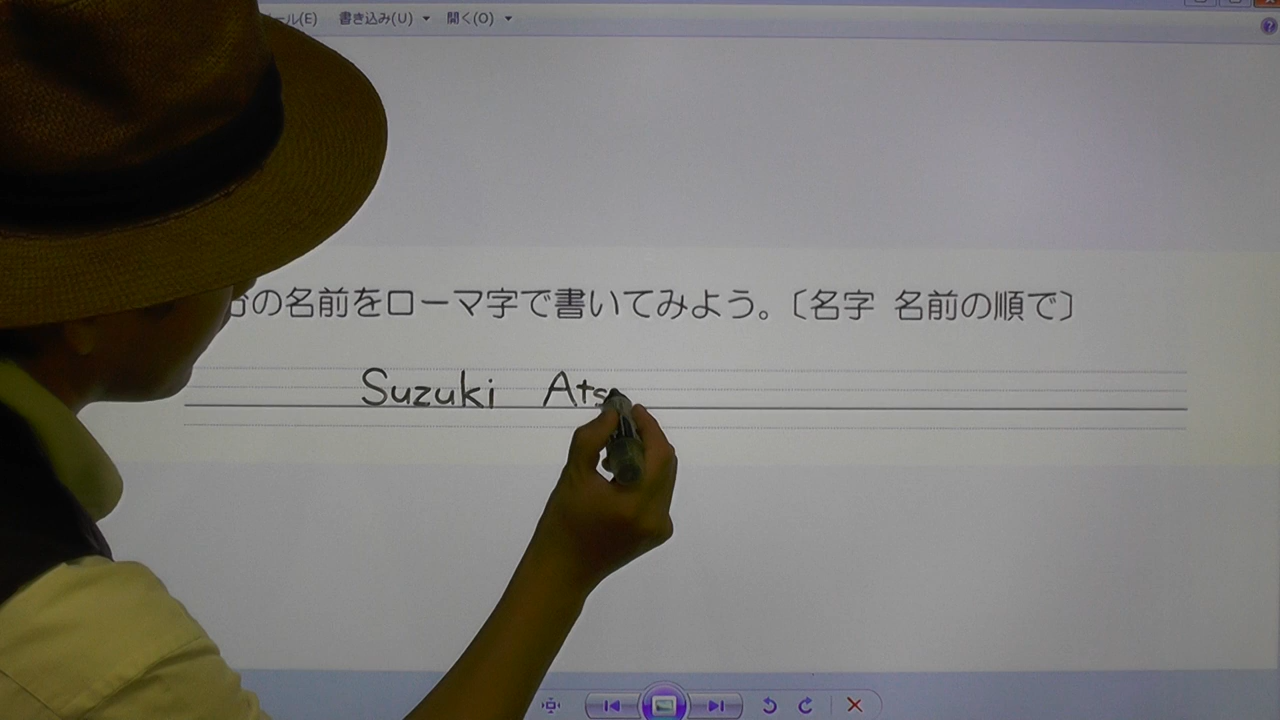 ール(E) 書き込み(U) 開く(O)
の名前をローマ字で書いてみよう。〔名字 名前の順で〕
Suzuki Ats